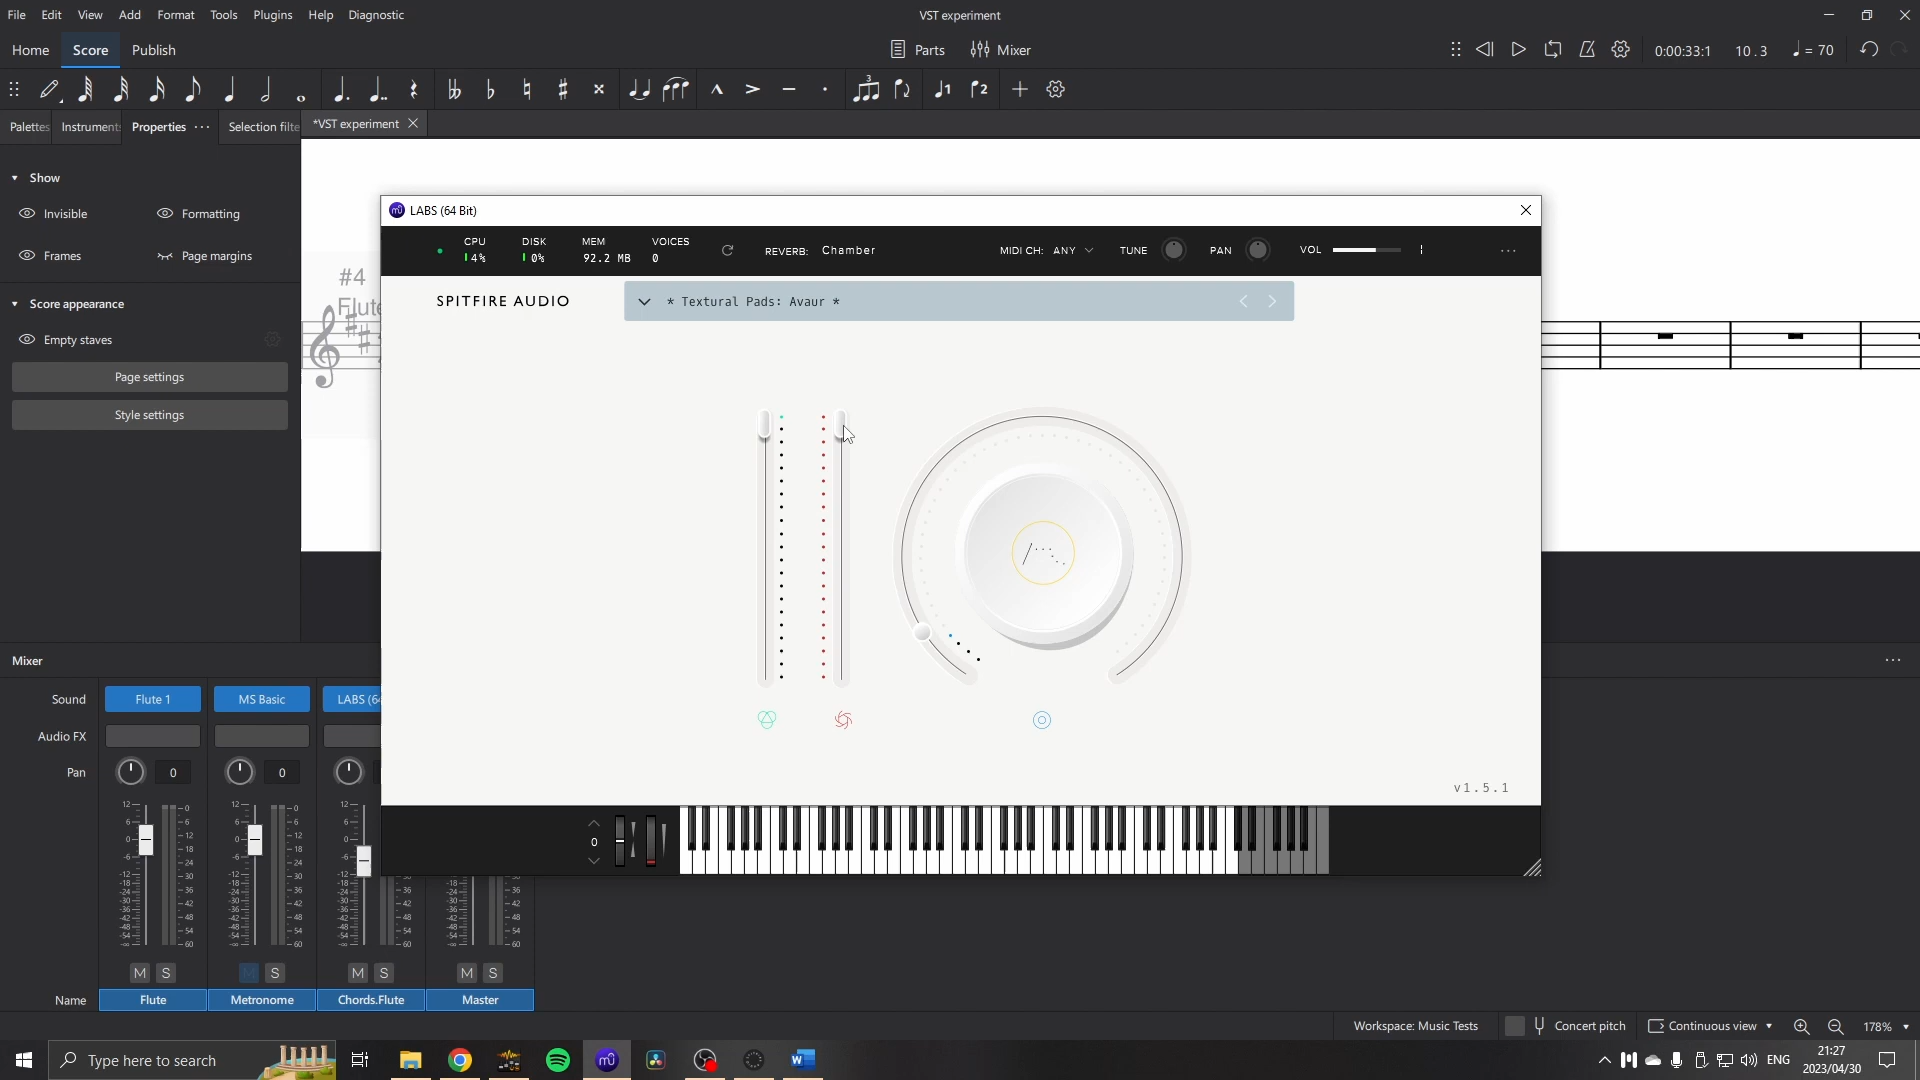 File Edit View Add Format Tools Plugins Help Diagnostic
VST experiment
Home Score Publish
Parts Mixer
0:00:33:1 10 . 3 = 70
3
1 2
Palettes Instrument Properties Selection filte
*VST experiment
Show
Invisible Formatting
Frames Page margins
Score appearance
Empty staves
Page settings
Style settings
#4
Flute
LABS (64 Bit)
CPU DISK MEM VOICES
4% 0% 92.2 MB 0
REVERB: Chamber
MIDI CH: ANY TUNE PAN VOL
SPITFIRE AUDIO
* Textural Pads: Avaur *
v1.5.1
0
Mixer
Sound Flute 1 MS Basic LABS (64
Audio FX
Pan 0 0
M S M S M S M S
Name Flute Metronome Chords.Flute Master
Workspace: Music Tests Concert pitch Continuous view 178%
Type here to search
ENG
21:27
2023/04/30